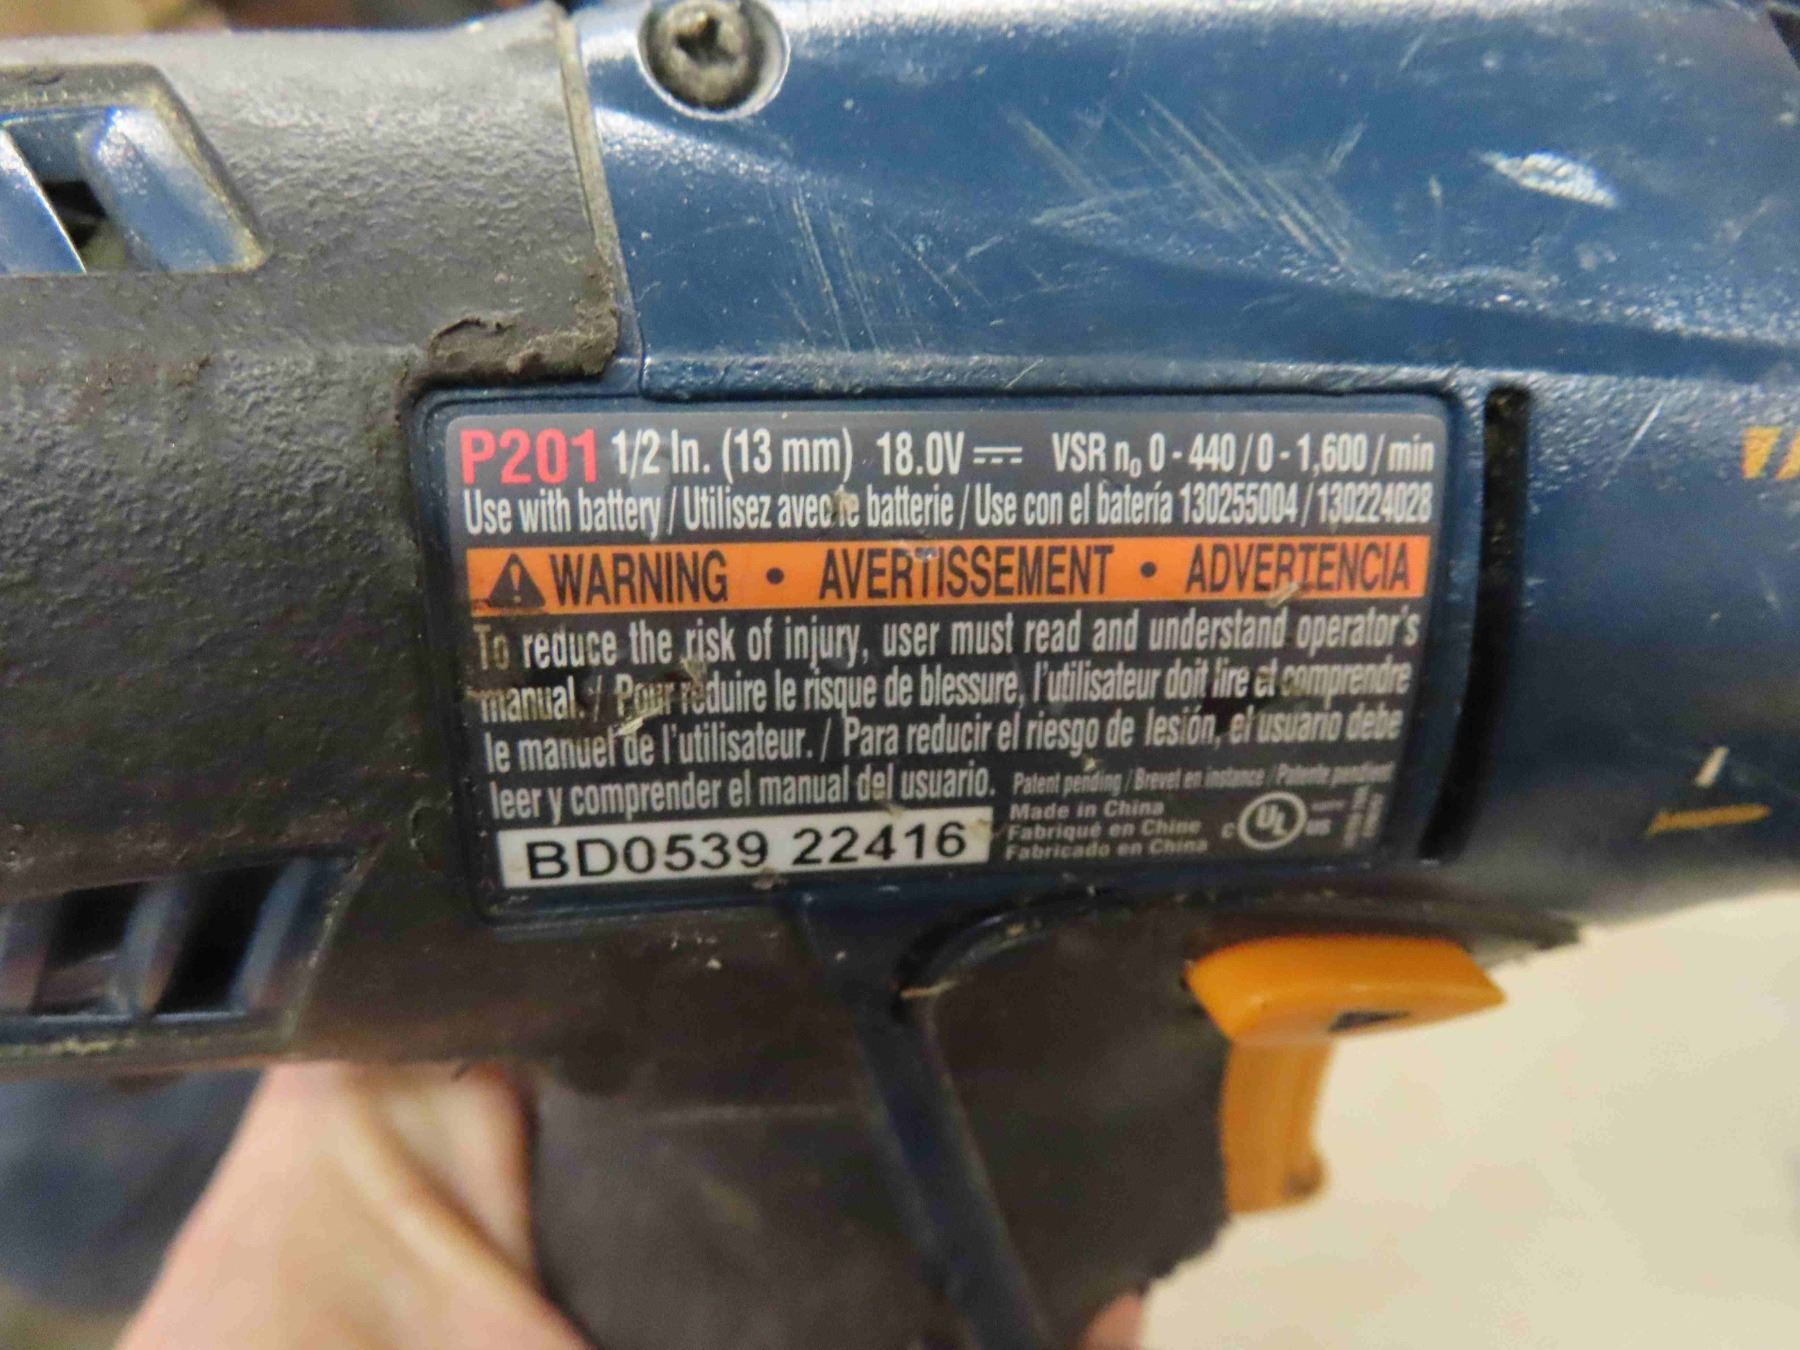 P201 1/2 In. (13 mm) 18.0V ⎓ VSR n₀ 0 - 440 / 0 - 1,600 / min
Use with battery / Utilisez avec le batterie / Use con el batería 130255004 / 130224028
WARNING • AVERTISSEMENT • ADVERTENCIA
To reduce the risk of injury, user must read and understand operator's
manual. / Pour réduire le risque de blessure, l'utilisateur doit lire et comprendre
le manuel de l'utilisateur. / Para reducir el riesgo de lesión, el usuario debe
leer y comprender el manual del usuario.
Patent pending / Brevet en instance / Patente pendient
Made in China
Fabriqué en Chine
Fabricado en China
C UL US
BD0539 22416